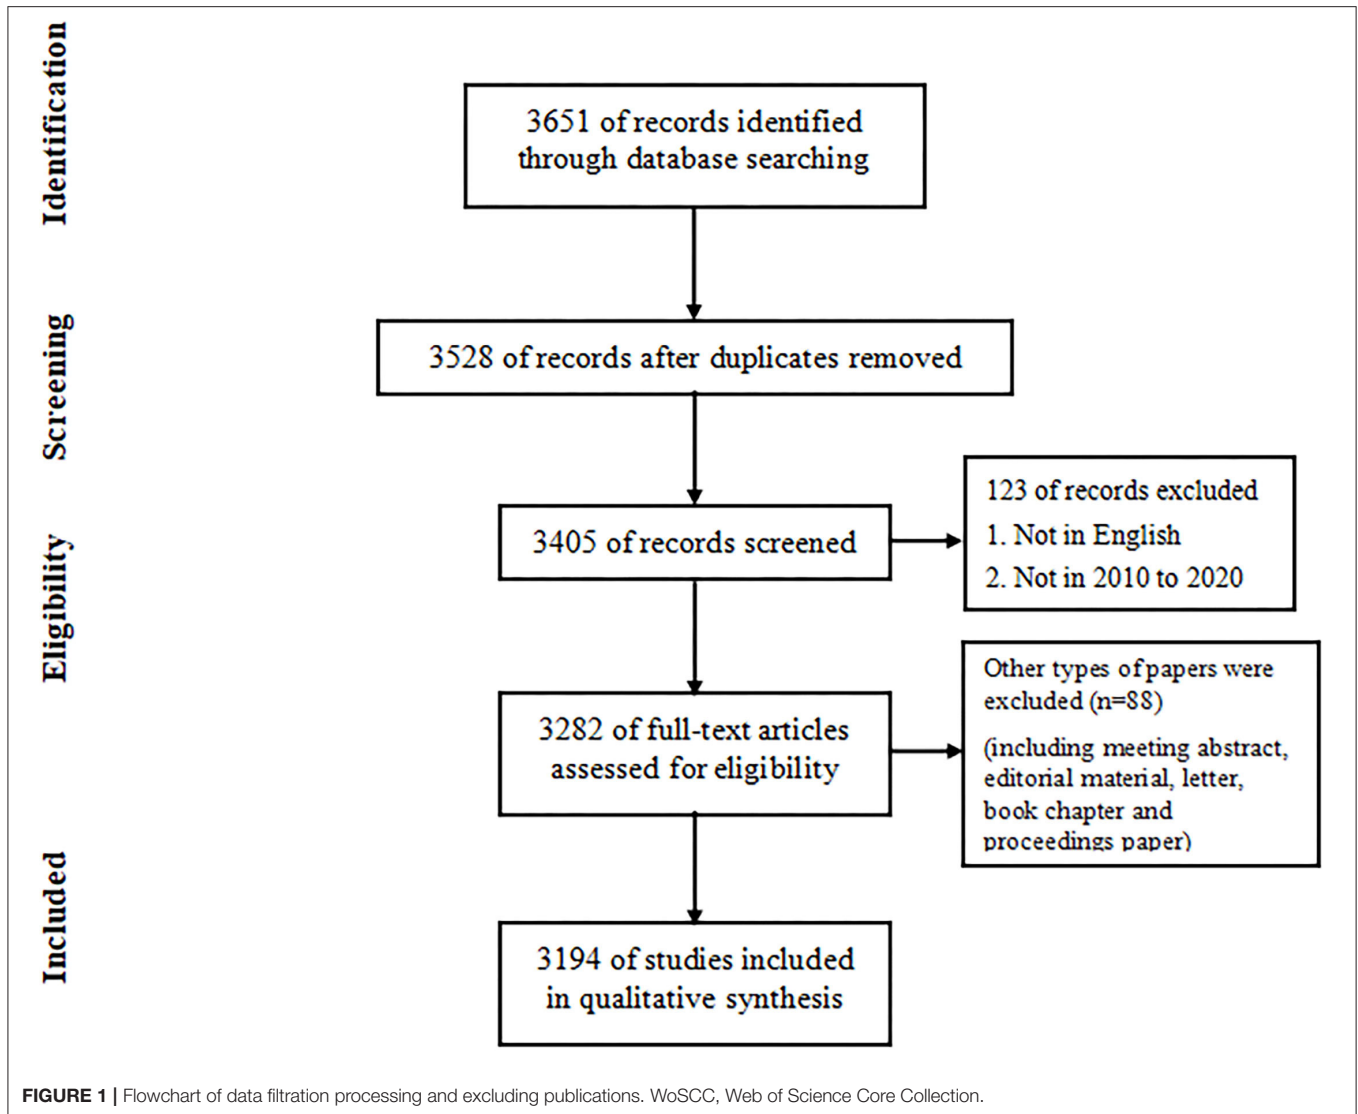 Identification
3651 of records identified
through database searching
Screening
3528 of records after duplicates removed
Eligibility
3405 of records screened
123 of records excluded
1. Not in English
2. Not in 2010 to 2020
3282 of full-text articles
assessed for eligibility
Other types of papers were
excluded (n=88)
(including meeting abstract,
editorial material, letter,
book chapter and
proceedings paper)
Included
3194 of studies included
in qualitative synthesis
FIGURE 1 | Flowchart of data filtration processing and excluding publications. WoSCC, Web of Science Core Collection.